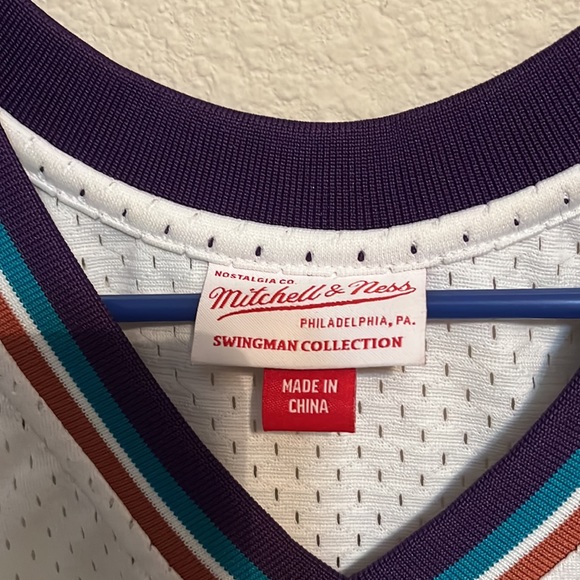 NOSTALGIA CO.
Mitchell & Ness
PHILADELPHIA, PA.
SWINGMAN COLLECTION
MADE IN
CHINA